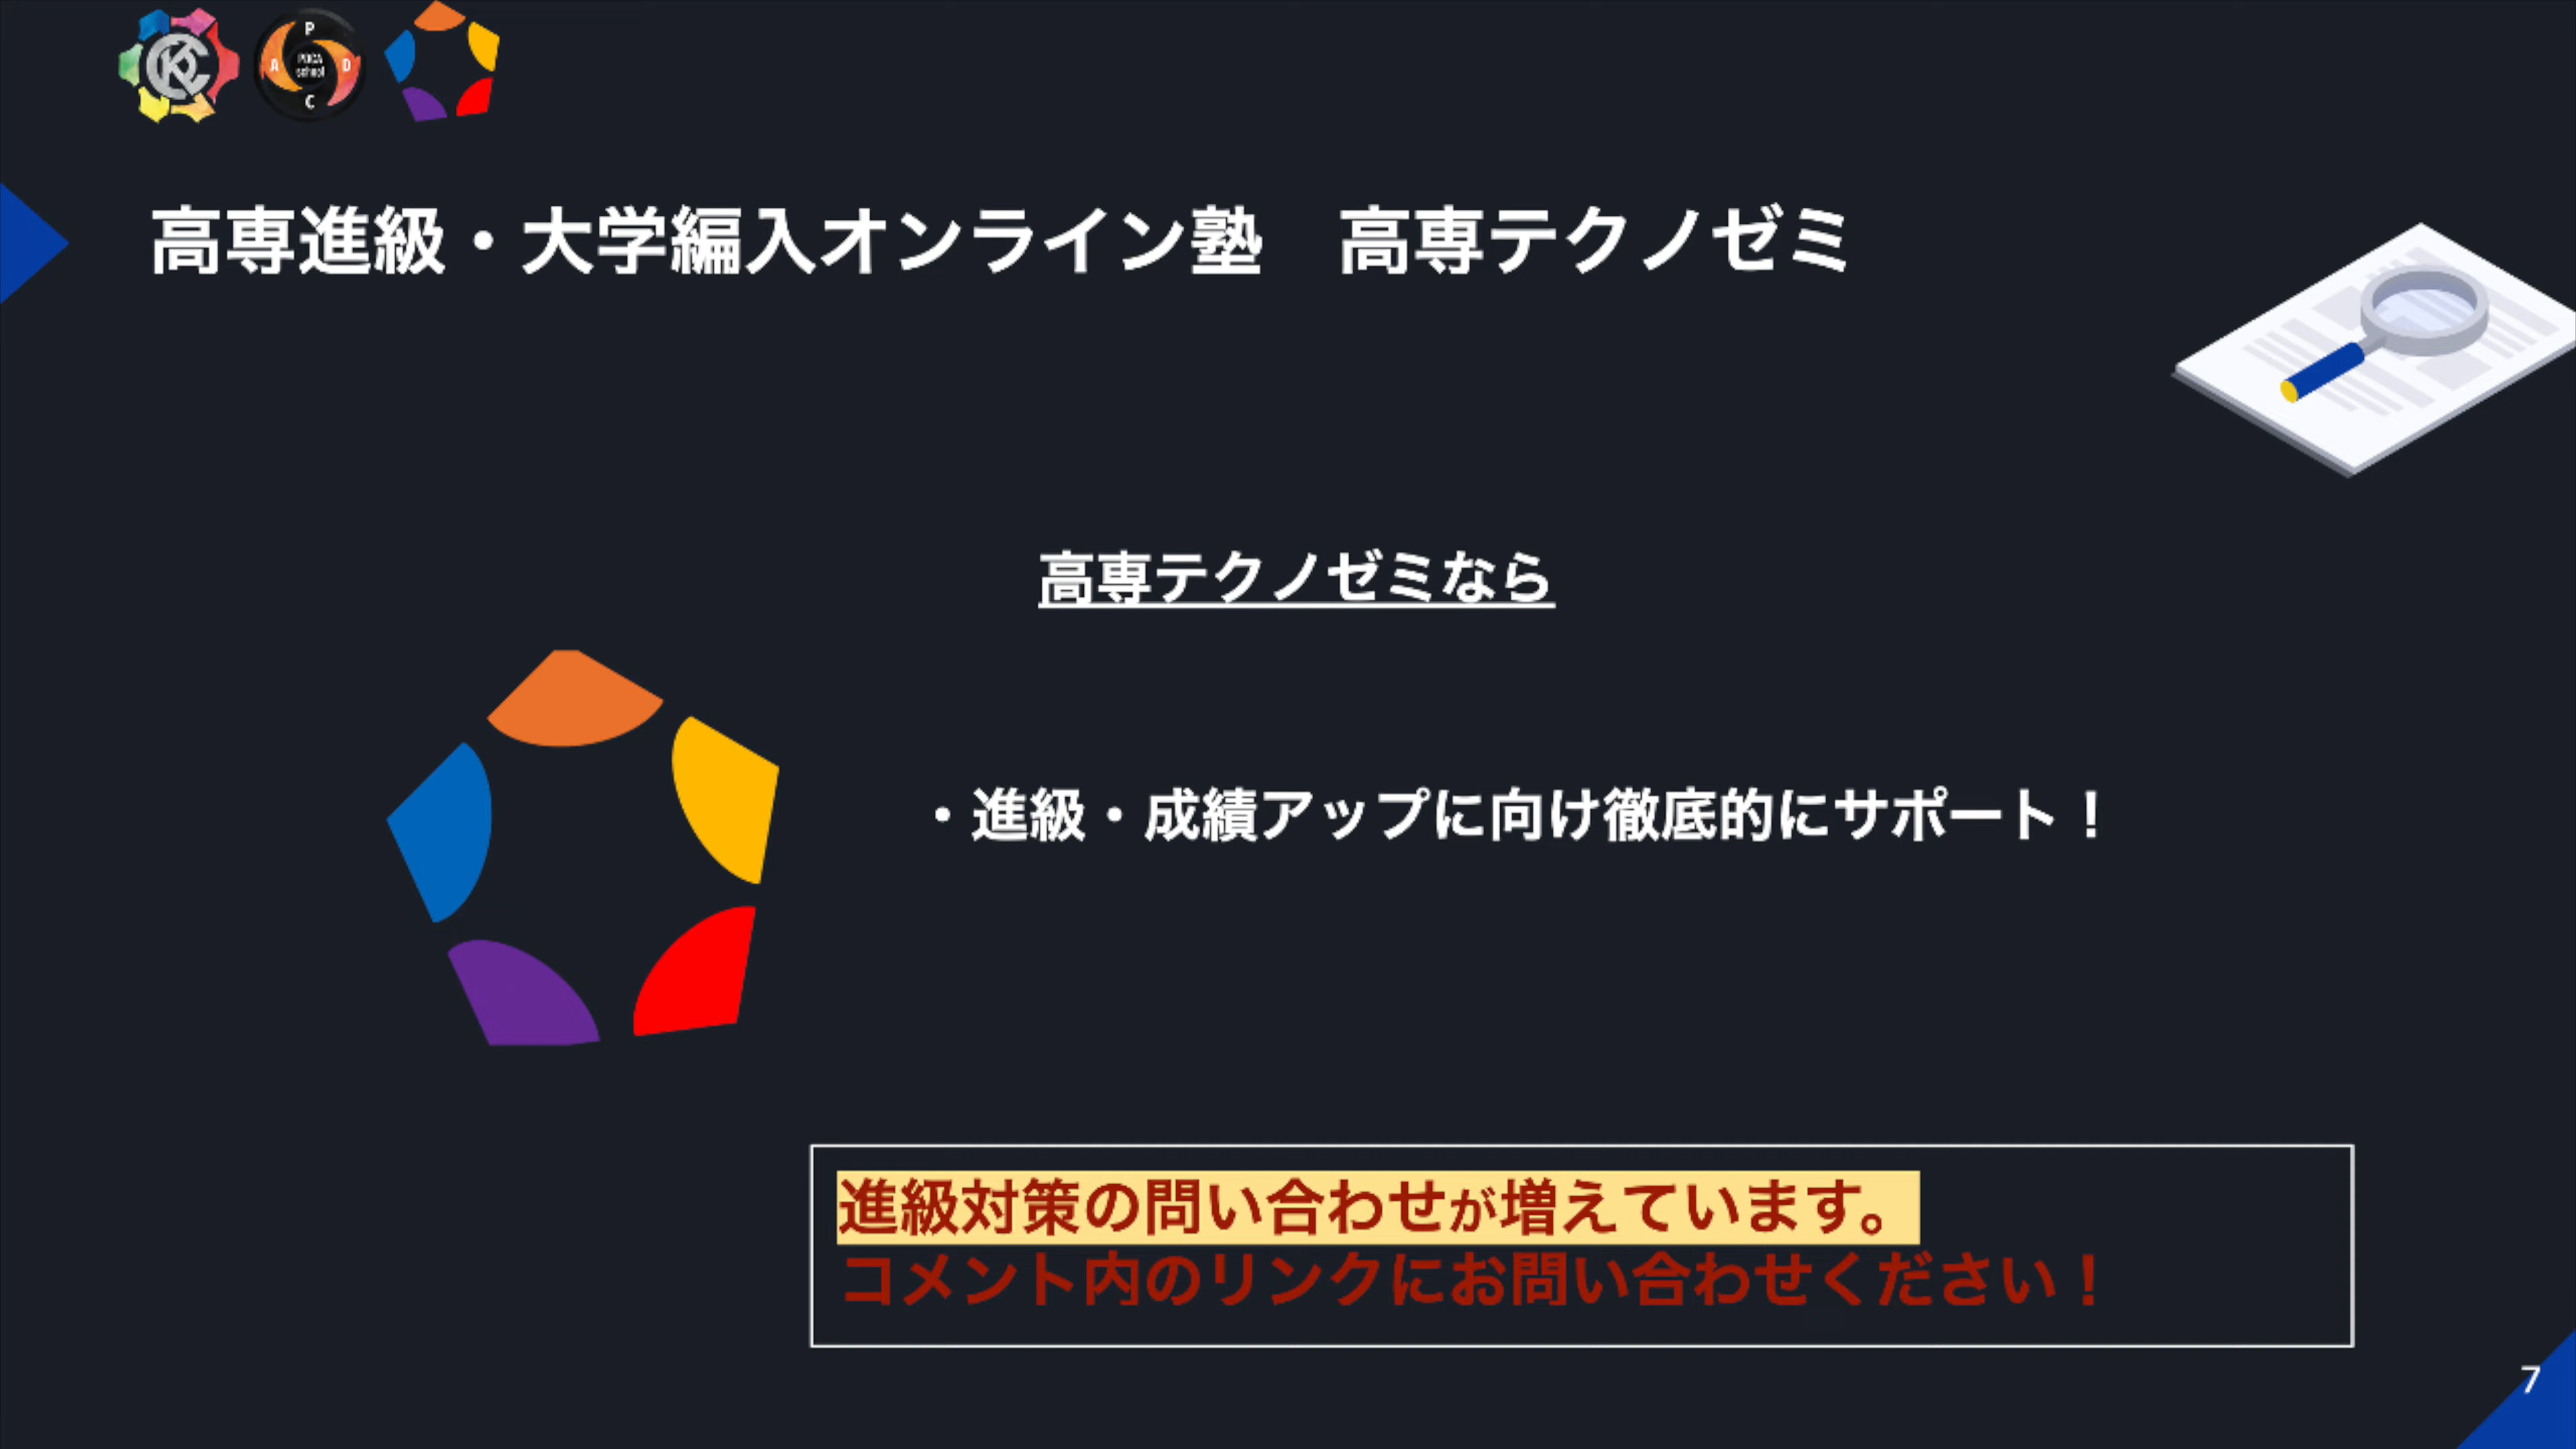 P
A
PDCA
school
D
C
高専進級・大学編入オンライン塾　高専テクノゼミ
高専テクノゼミなら
・進級・成績アップに向け徹底的にサポート！
進級対策の問い合わせが増えています。
コメント内のリンクにお問い合わせください！
7